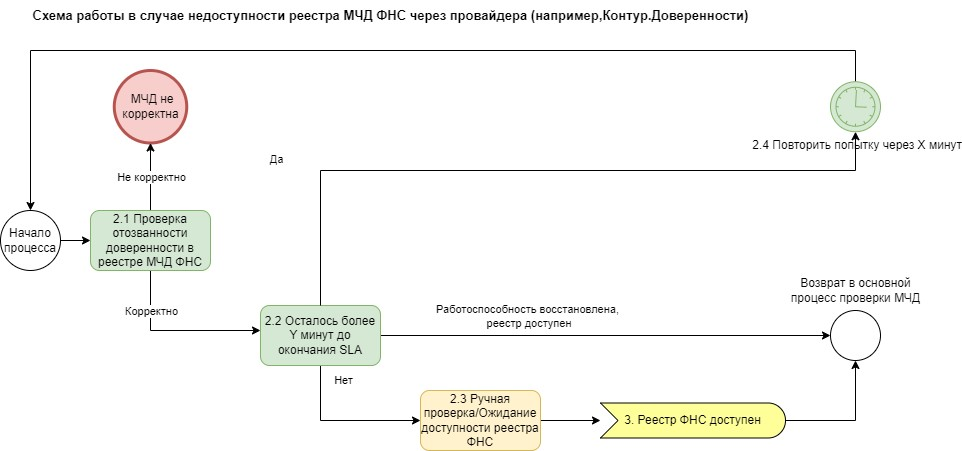 Схема работы в случае недоступности реестра МЧД ФНС через провайдера (например,Контур.Доверенности)
МЧД не
корректна
Да
2.4 Повторить попытку через X минут
Не корректно
Начало
процесса
2.1 Проверка
отозванности
доверенности в
реестре МЧД ФНС
Возврат в основной
процесс проверки МЧД
Корректно
Работоспособность восстановлена,
реестр доступен
2.2 Осталось более
Y минут до
окончания SLA
Нет
2.3 Ручная
проверка/Ожидание
доступности реестра
ФНС
3. Реестр ФНС доступен